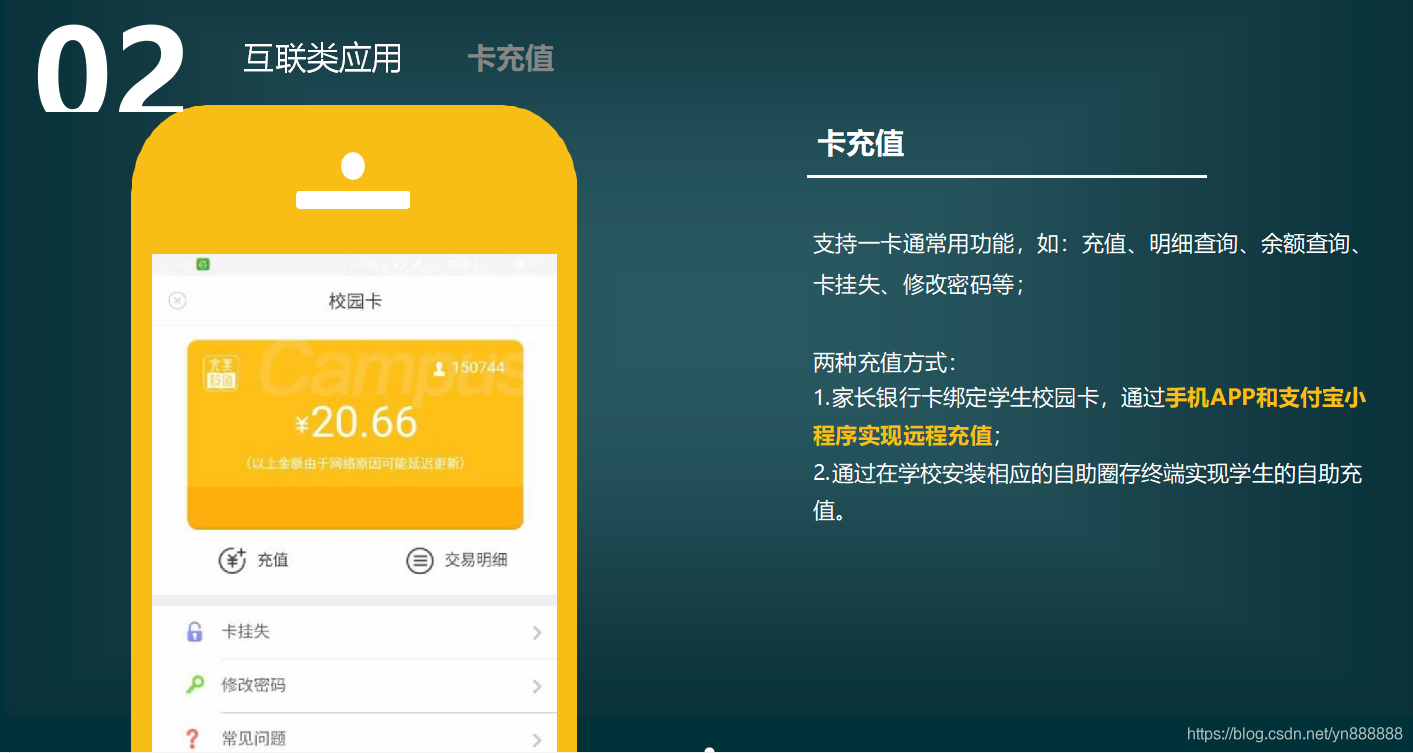 02
互联类应用 卡充值
校园卡
Campus
150744
¥20.66
(以上金额由于网络原因可能延迟更新)
充值 交易明细
卡挂失
修改密码
常见问题
卡充值
支持一卡通常用功能，如：充值、明细查询、余额查询、
卡挂失、修改密码等；
两种充值方式：
1.家长银行卡绑定学生校园卡，通过手机APP和支付宝小
程序实现远程充值；
2.通过在学校安装相应的自助圈存终端实现学生的自助充
值。
https://blog.csdn.net/yn888888